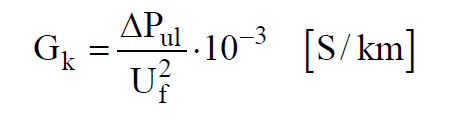 G_k = ΔP_ul / U_f^2 · 10^−3 [S/km]